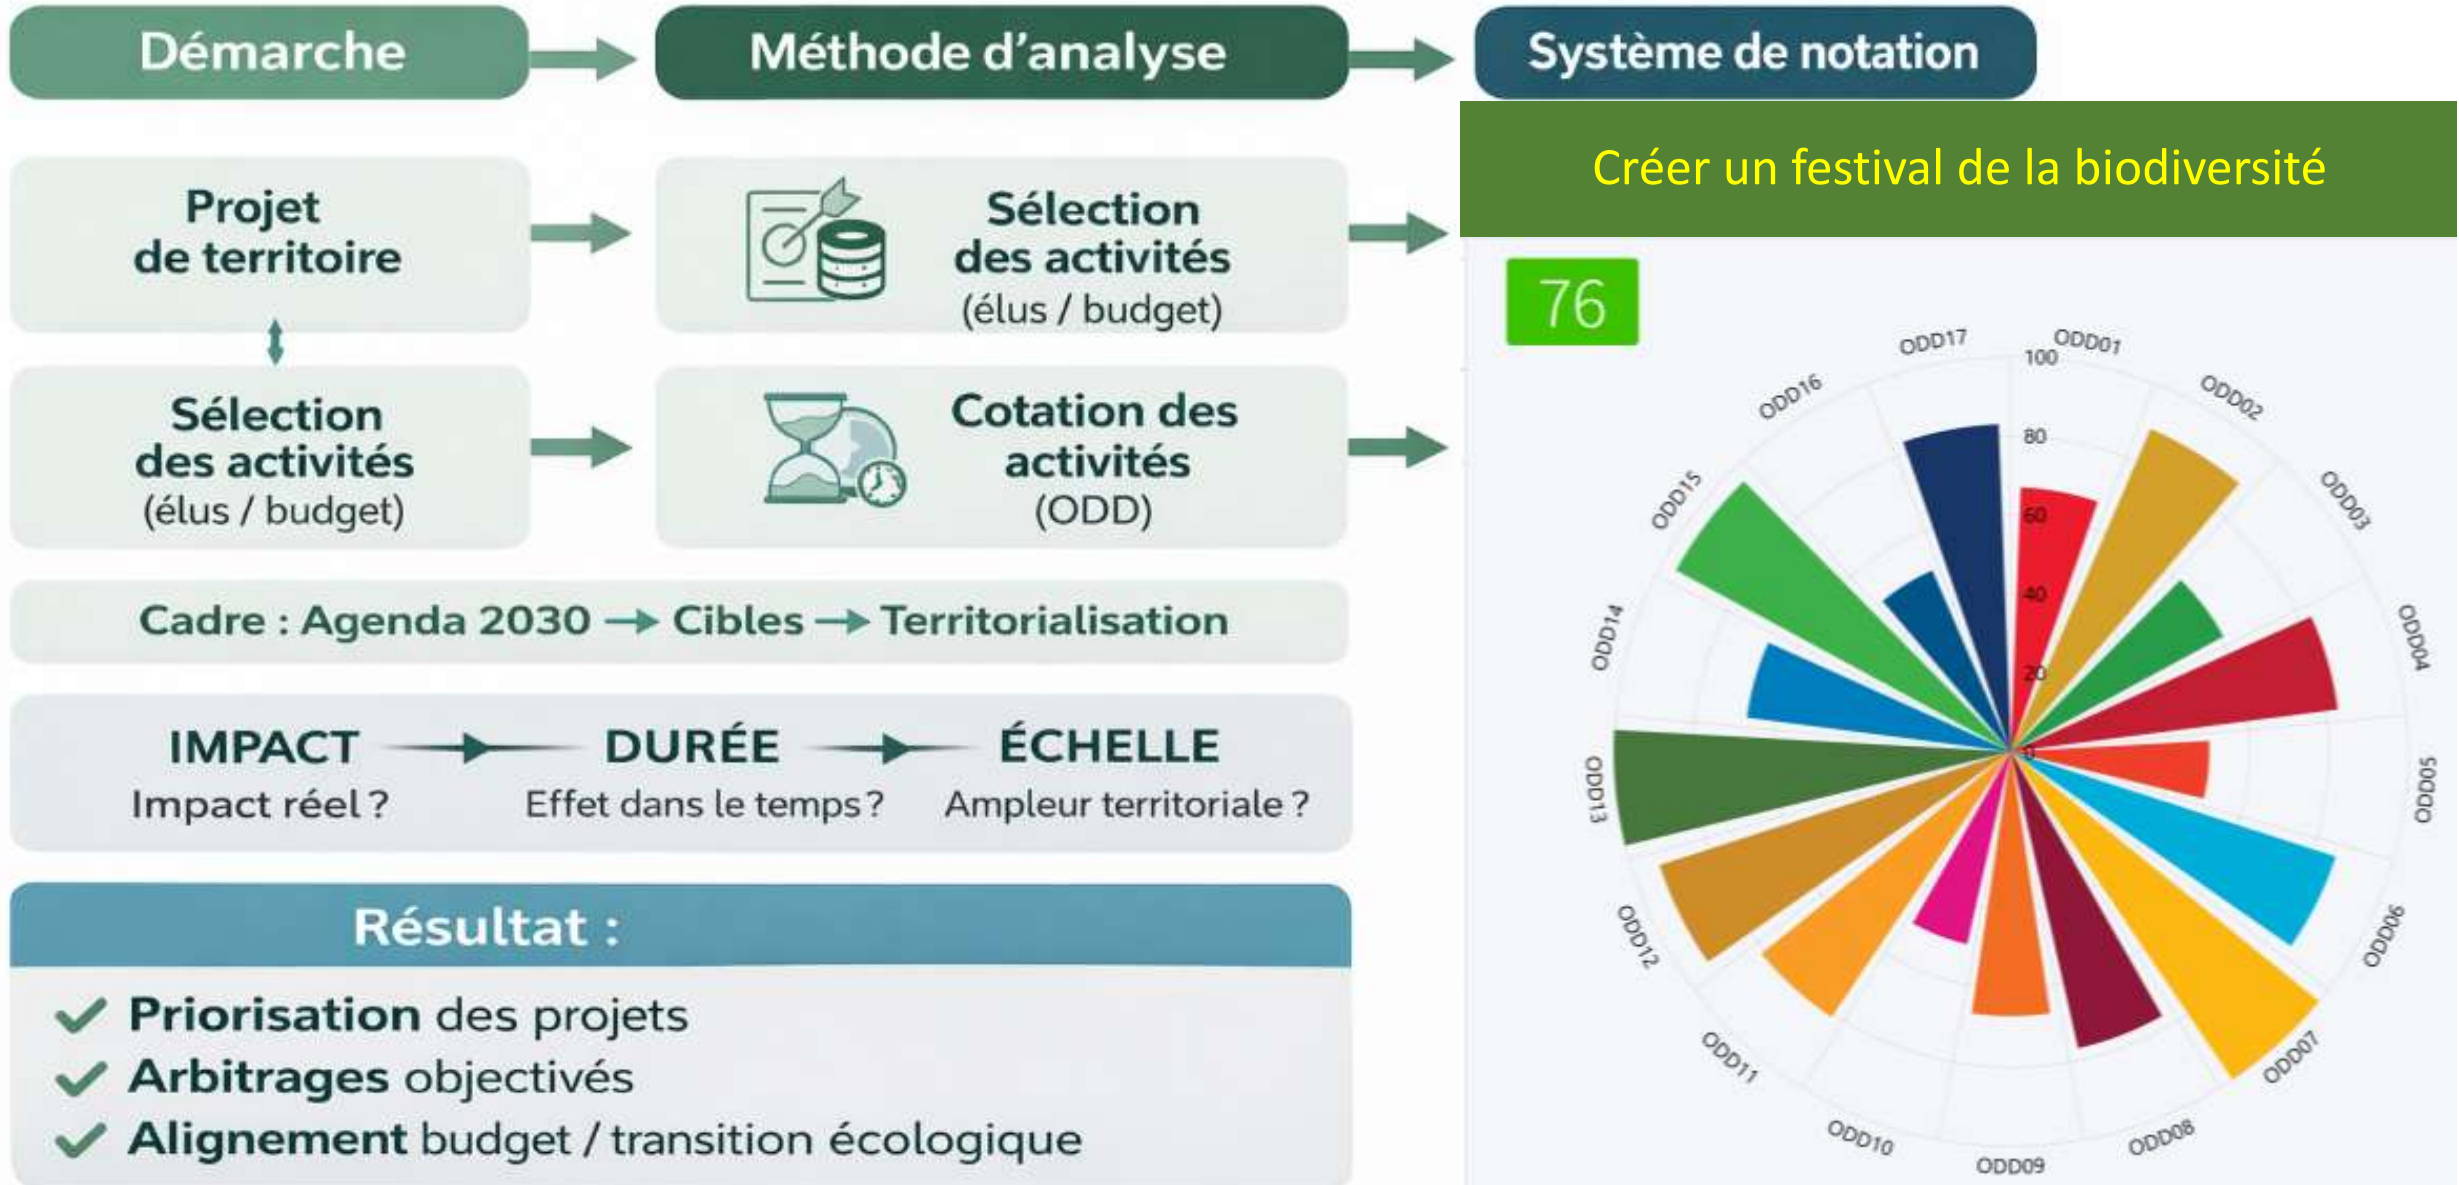 Démarche
Méthode d'analyse
Système de notation
Projet
de territoire
Sélection
des activités
(élus / budget)
Créer un festival de la biodiversité
Sélection
des activités
(élus / budget)
Cotation des
activités
(ODD)
Cadre : Agenda 2030 → Cibles → Territorialisation
IMPACT
Impact réel ?
DURÉE
Effet dans le temps ?
ÉCHELLE
Ampleur territoriale ?
Résultat :
Priorisation des projets
Arbitrages objectivés
Alignement budget / transition écologique
76
ODD01
ODD02
ODD03
ODD04
ODD05
ODD06
ODD07
ODD08
ODD09
ODD10
ODD11
ODD12
ODD13
ODD14
ODD15
ODD16
ODD17
100
80
60
40
20
0